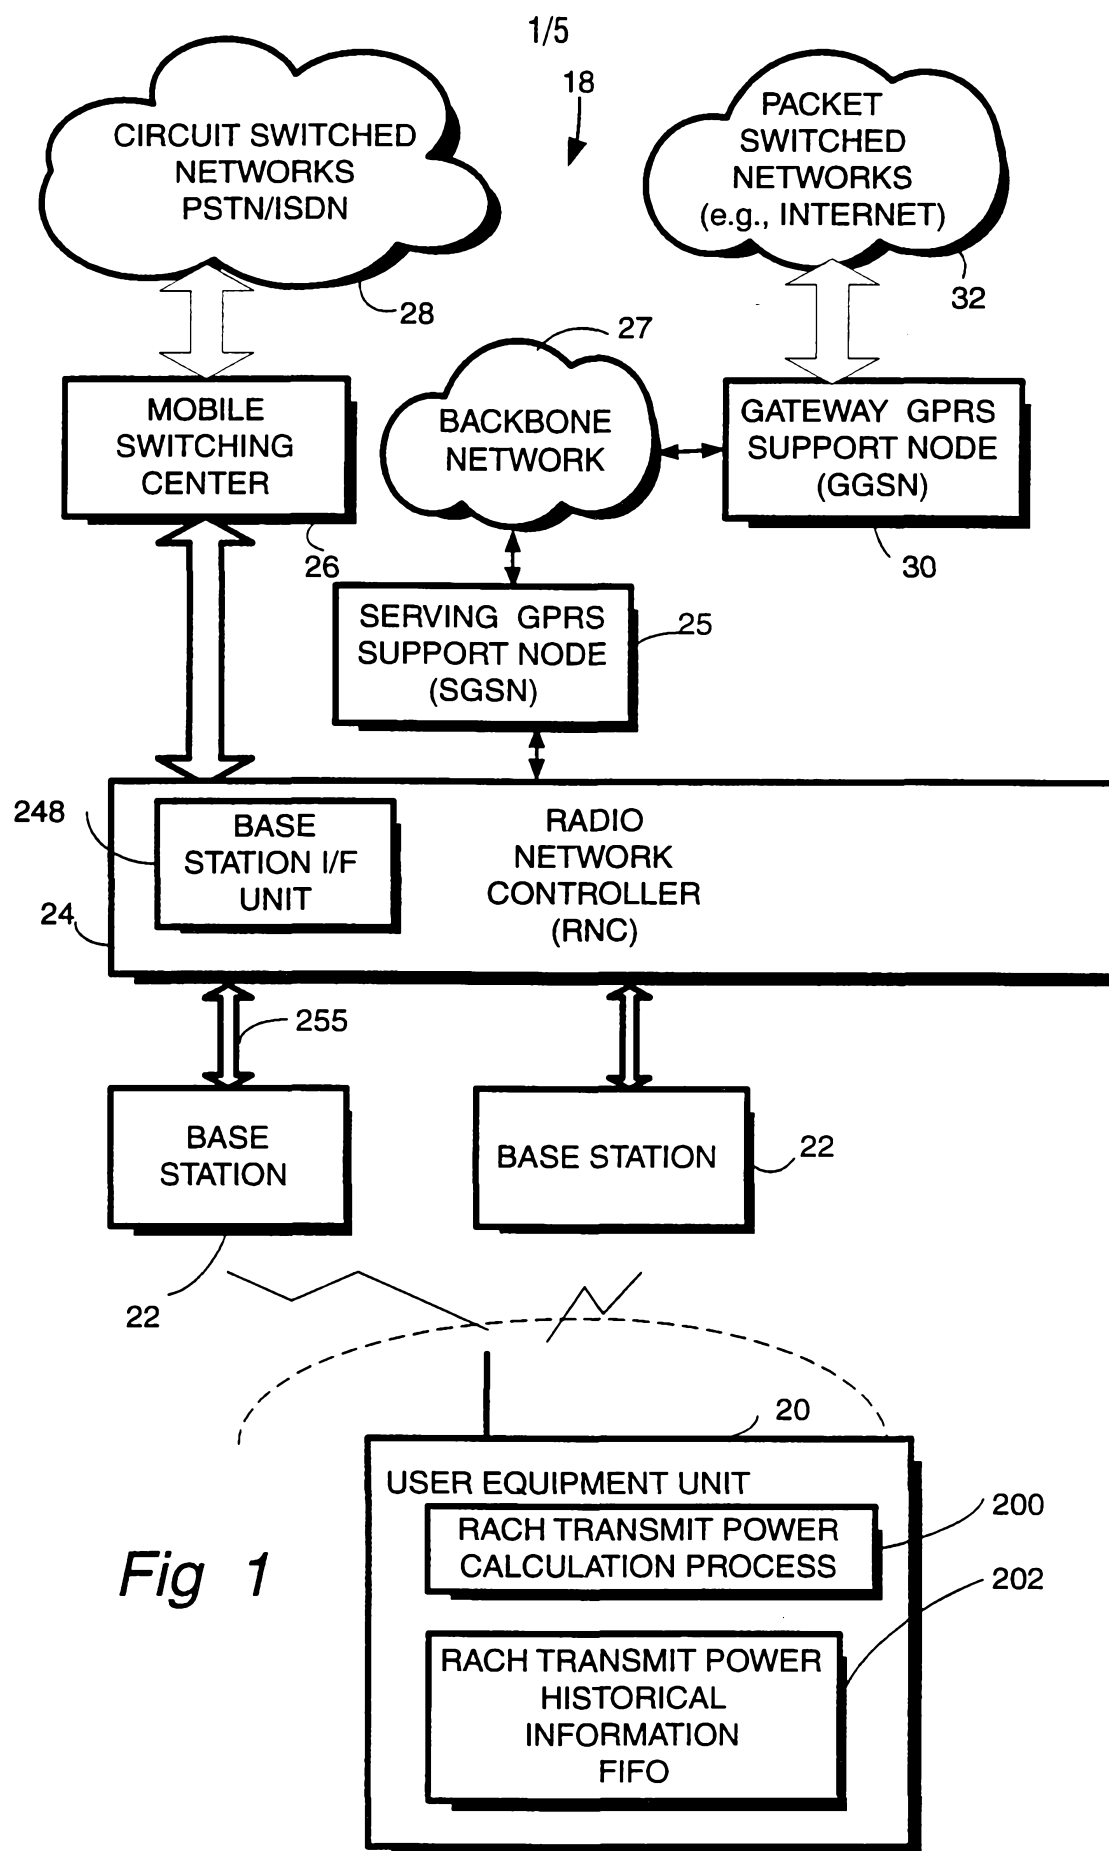 1/5
18
CIRCUIT SWITCHED
NETWORKS
PSTN/ISDN
28
PACKET
SWITCHED
NETWORKS
(e.g., INTERNET)
32
27
BACKBONE
NETWORK
MOBILE
SWITCHING
CENTER
26
GATEWAY GPRS
SUPPORT NODE
(GGSN)
30
SERVING GPRS
SUPPORT NODE
(SGSN)
25
248
BASE
STATION I/F
UNIT
RADIO
NETWORK
CONTROLLER
(RNC)
24
255
BASE
STATION
22
BASE STATION
22
20
USER EQUIPMENT UNIT
RACH TRANSMIT POWER
CALCULATION PROCESS
200
202
RACH TRANSMIT POWER
HISTORICAL
INFORMATION
FIFO
Fig 1